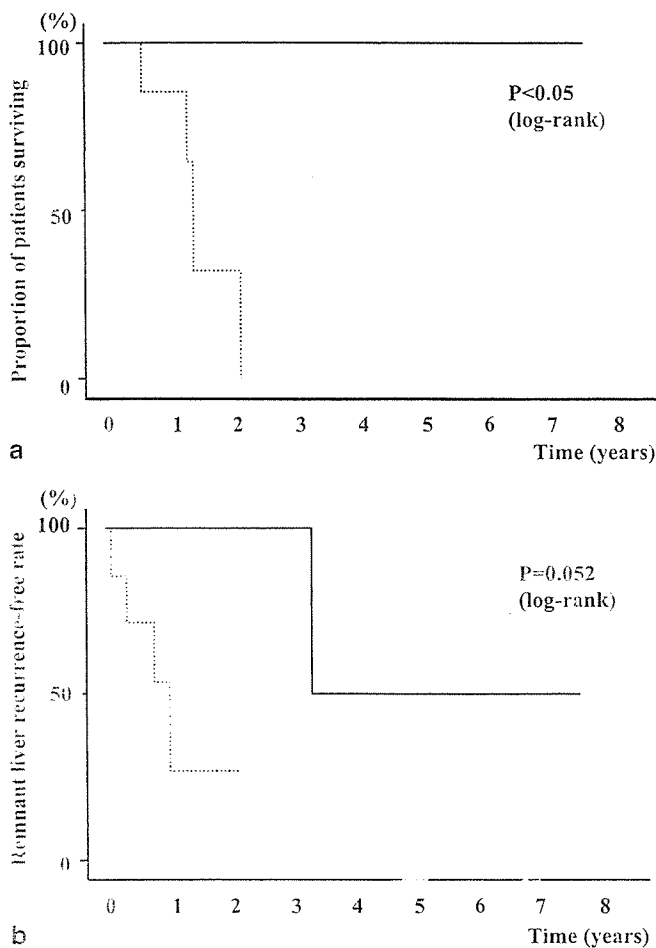 (%)
100
50
0
Proportion of patients surviving
P<0.05
(log-rank)
0 1 2 3 4 5 6 7 8
Time (years)
a
(%)
100
50
0
Remnant liver recurrence-free rate
P=0.052
(log-rank)
0 1 2 3 4 5 6 7 8
Time (years)
b